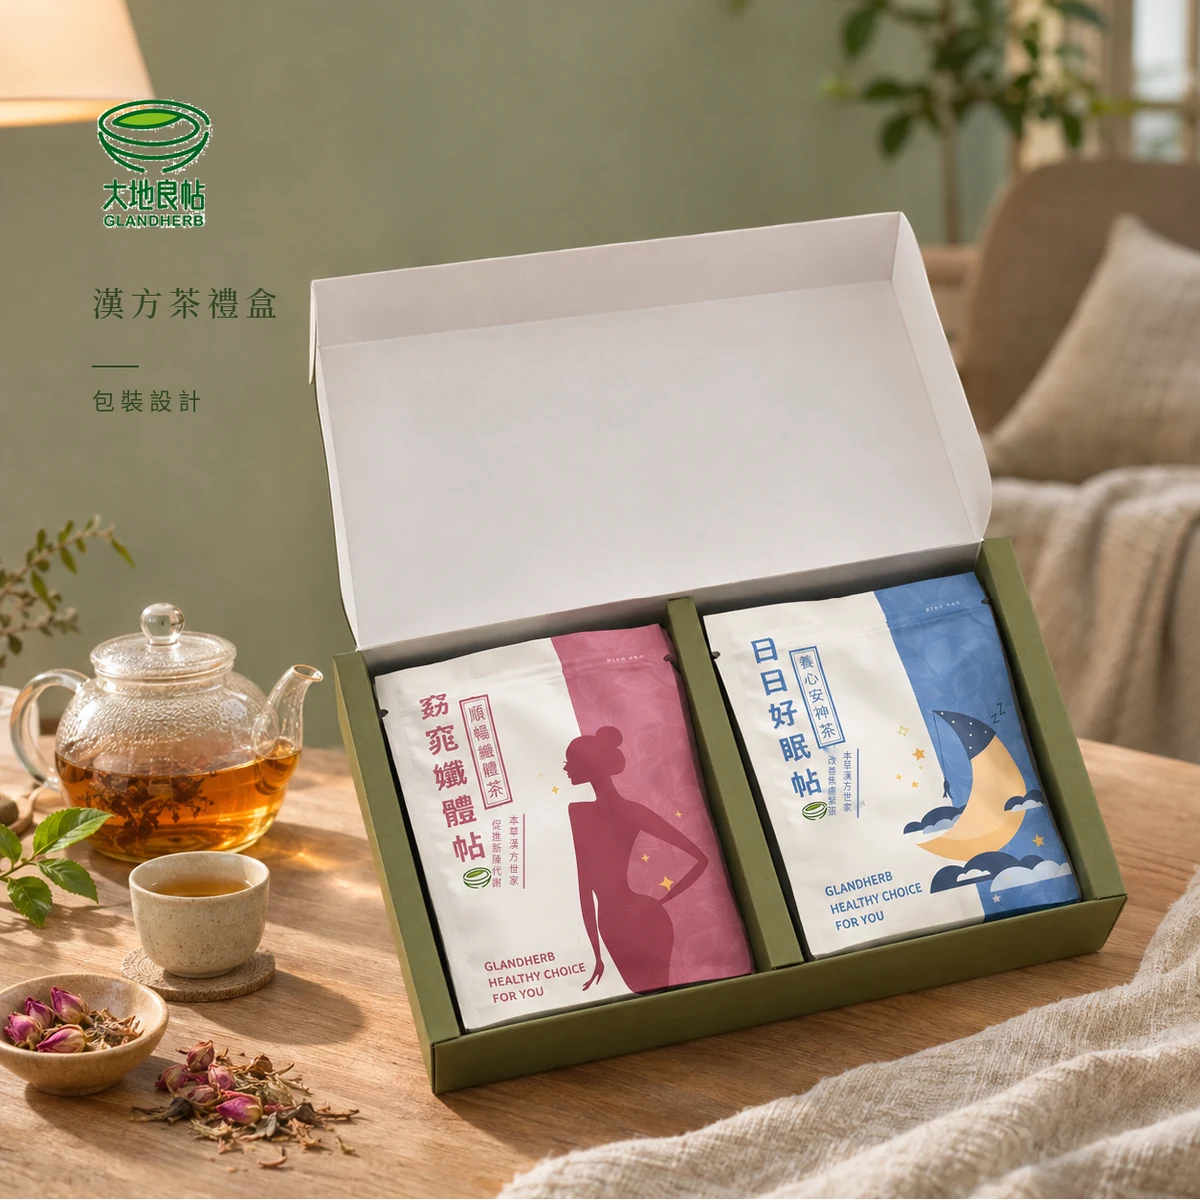 大地良帖
GLANDHERB
漢方茶禮盒
包裝設計
窈窕孅體帖
順暢纖體茶
本草漢方世家
促進新陳代謝
GLANDHERB
HEALTHY CHOICE
FOR YOU
日日好眠帖
養心安神茶
本草漢方世家
改善焦慮緊張
zZ
GLANDHERB
HEALTHY CHOICE
FOR YOU